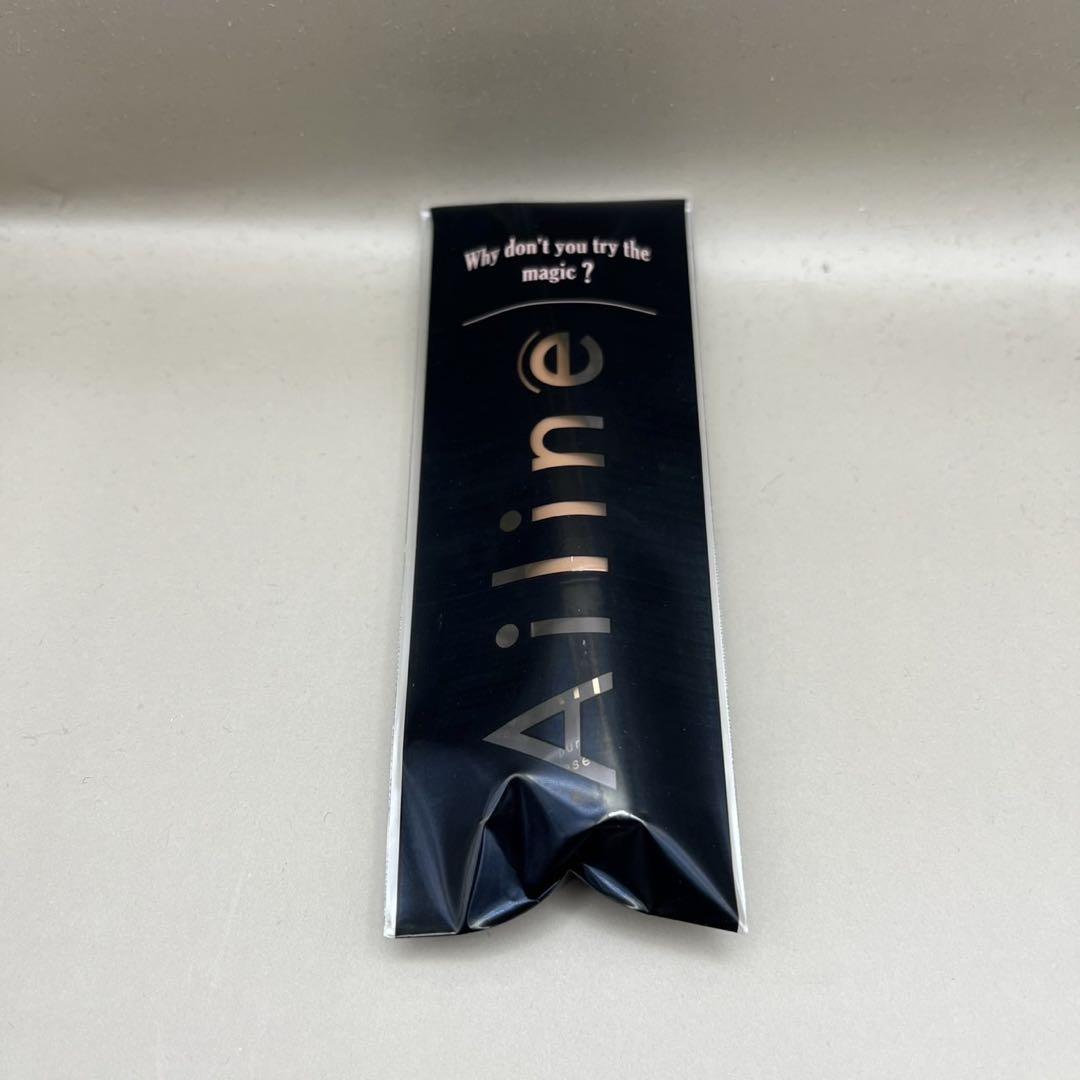 Why don't you try the
magic ?
Ailine